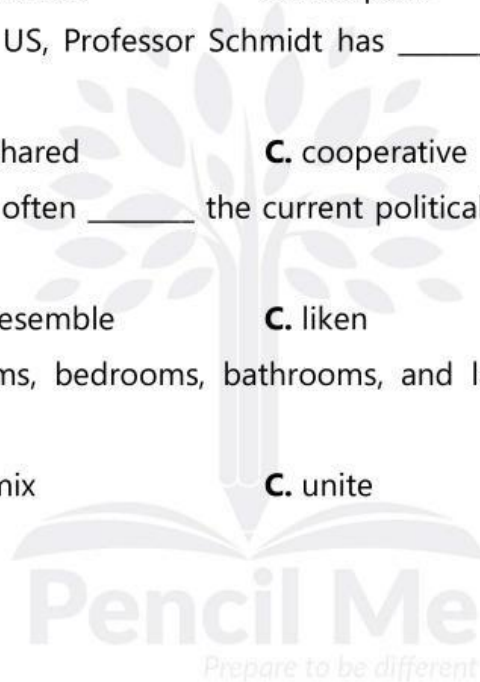 US, Professor Schmidt has ______
hared C. cooperative
often ______ the current political
esemble C. liken
ms, bedrooms, bathrooms, and l
mix C. unite
Pencil Me
Prepare to be different